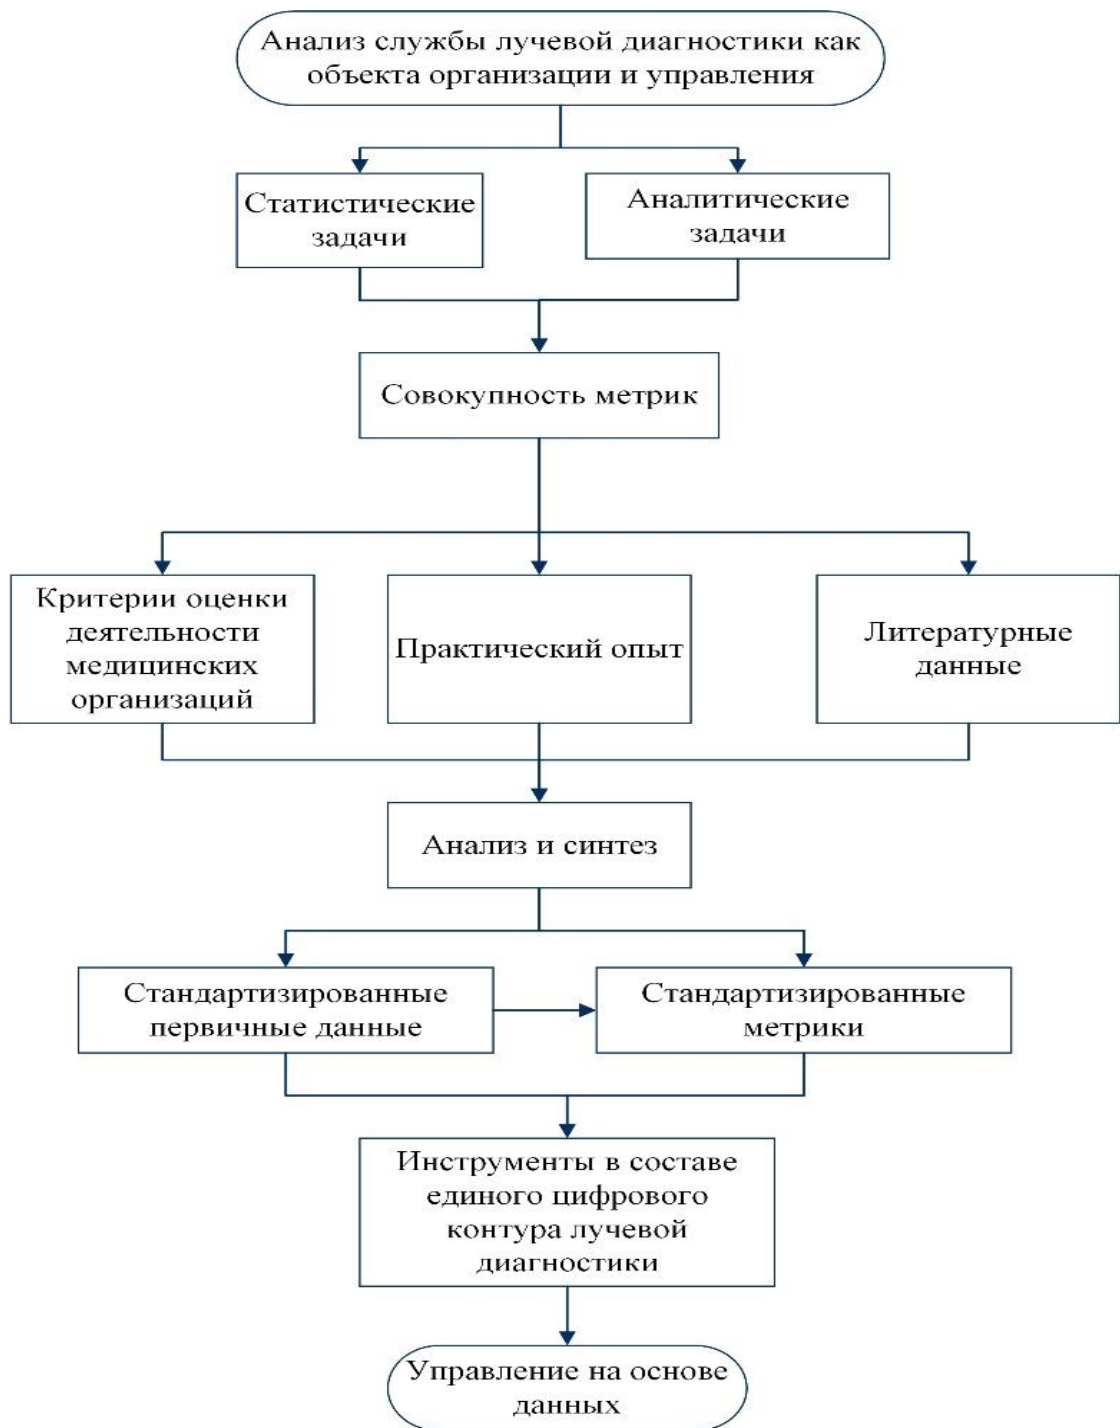 Анализ службы лучевой диагностики как
объекта организации и управления
Статистические
задачи
Аналитические
задачи
Совокупность метрик
Критерии оценки
деятельности
медицинских
организаций
Практический опыт
Литературные
данные
Анализ и синтез
Стандартизированные
первичные данные
Стандартизированные
метрики
Инструменты в составе
единого цифрового
контура лучевой
диагностики
Управление на основе
данных